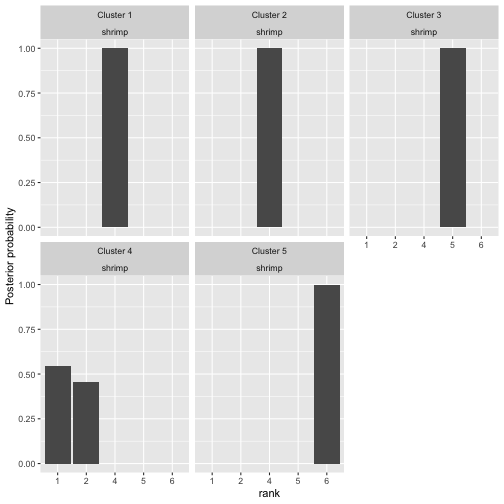 Cluster 1
Cluster 2
Cluster 3
shrimp
shrimp
shrimp
1.00
0.75
0.50
0.25
0.00
1 2 4 5 6
Cluster 4
Cluster 5
shrimp
shrimp
1.00
0.75
0.50
0.25
0.00
1 2 4 5 6
1 2 4 5 6
rank
Posterior probability